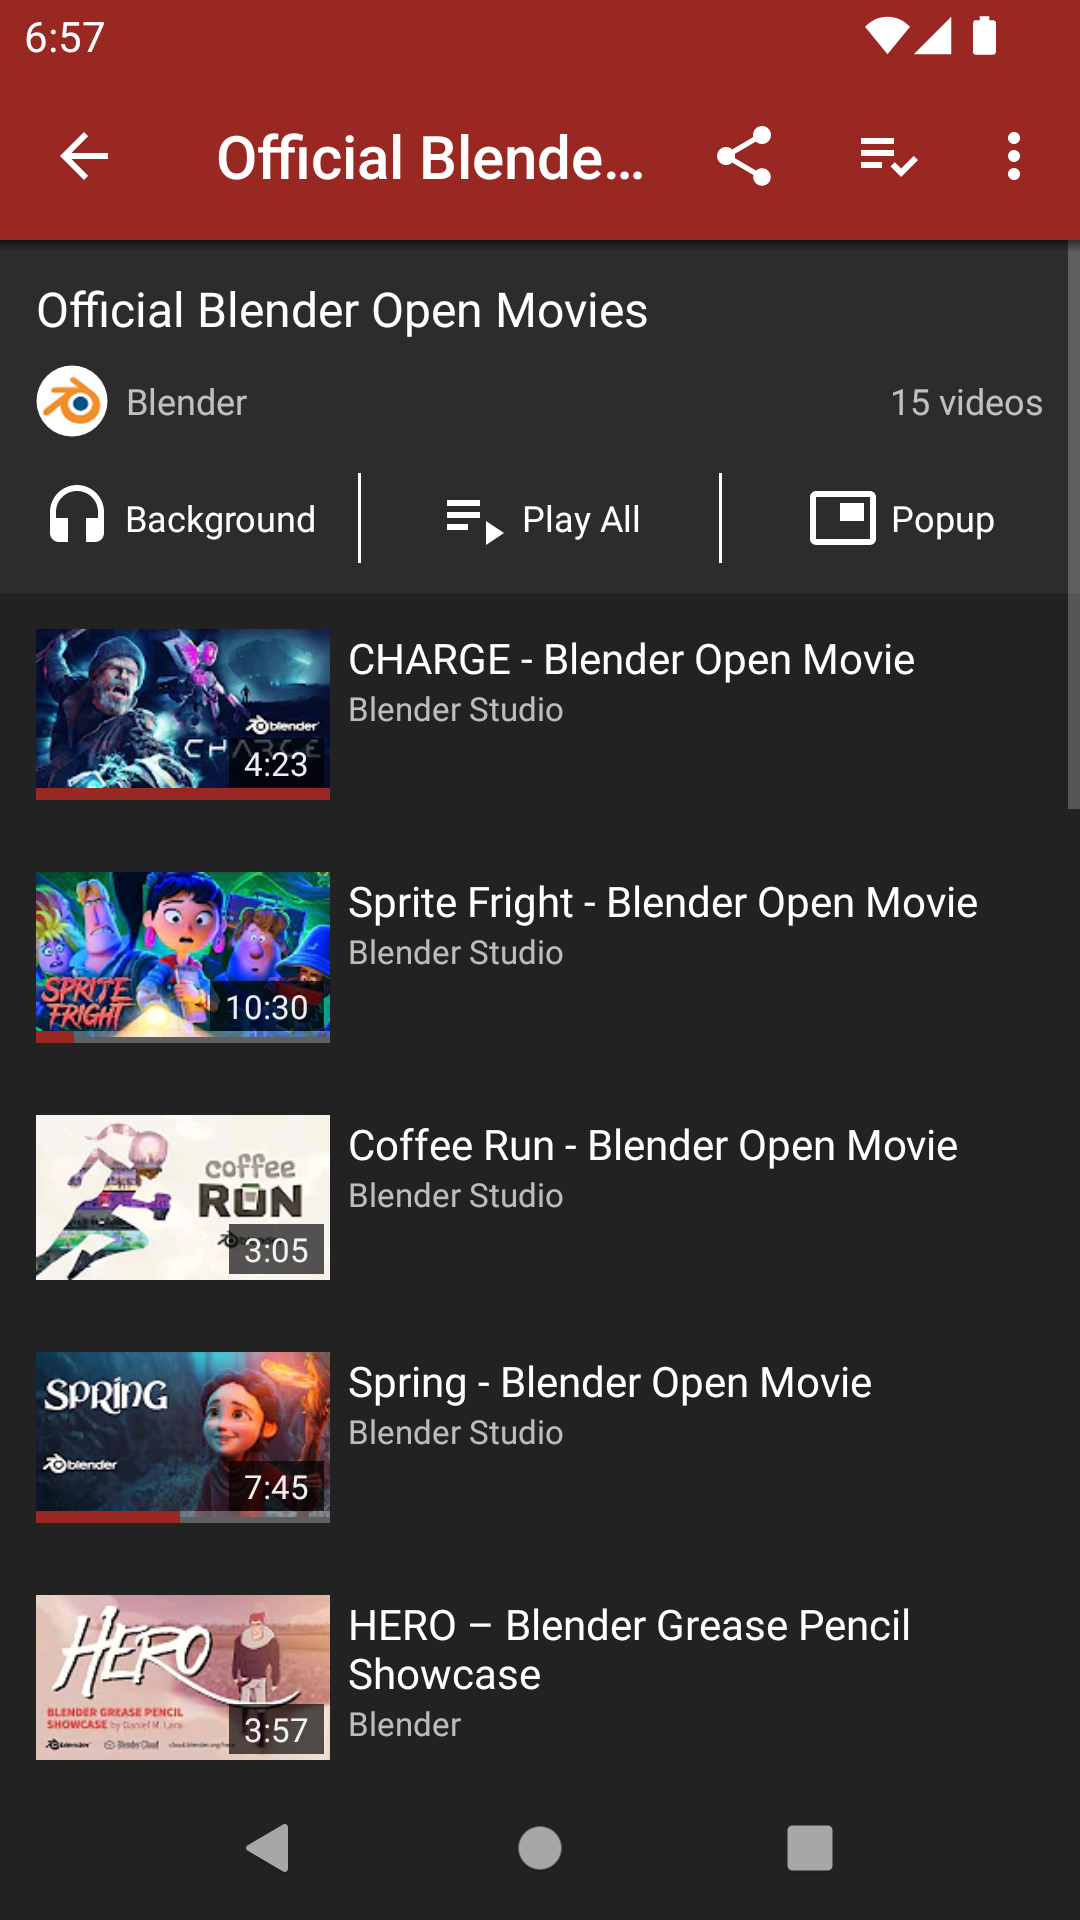 6:57
Official Blende...
Official Blender Open Movies
Blender
15 videos
Background
Play All
Popup
CHARGE - Blender Open Movie
Blender Studio
blender
CHARGE
4:23
Sprite Fright - Blender Open Movie
Blender Studio
SPRITE
FRIGHT
10:30
Coffee Run - Blender Open Movie
Blender Studio
coffee
RUN
3:05
Spring - Blender Open Movie
Blender Studio
SPRING
blender
7:45
HERO – Blender Grease Pencil
Showcase
Blender
HERO
BLENDER GREASE PENCIL
SHOWCASE by Daniel M. Lara
blender
Blender Cloud
3:57